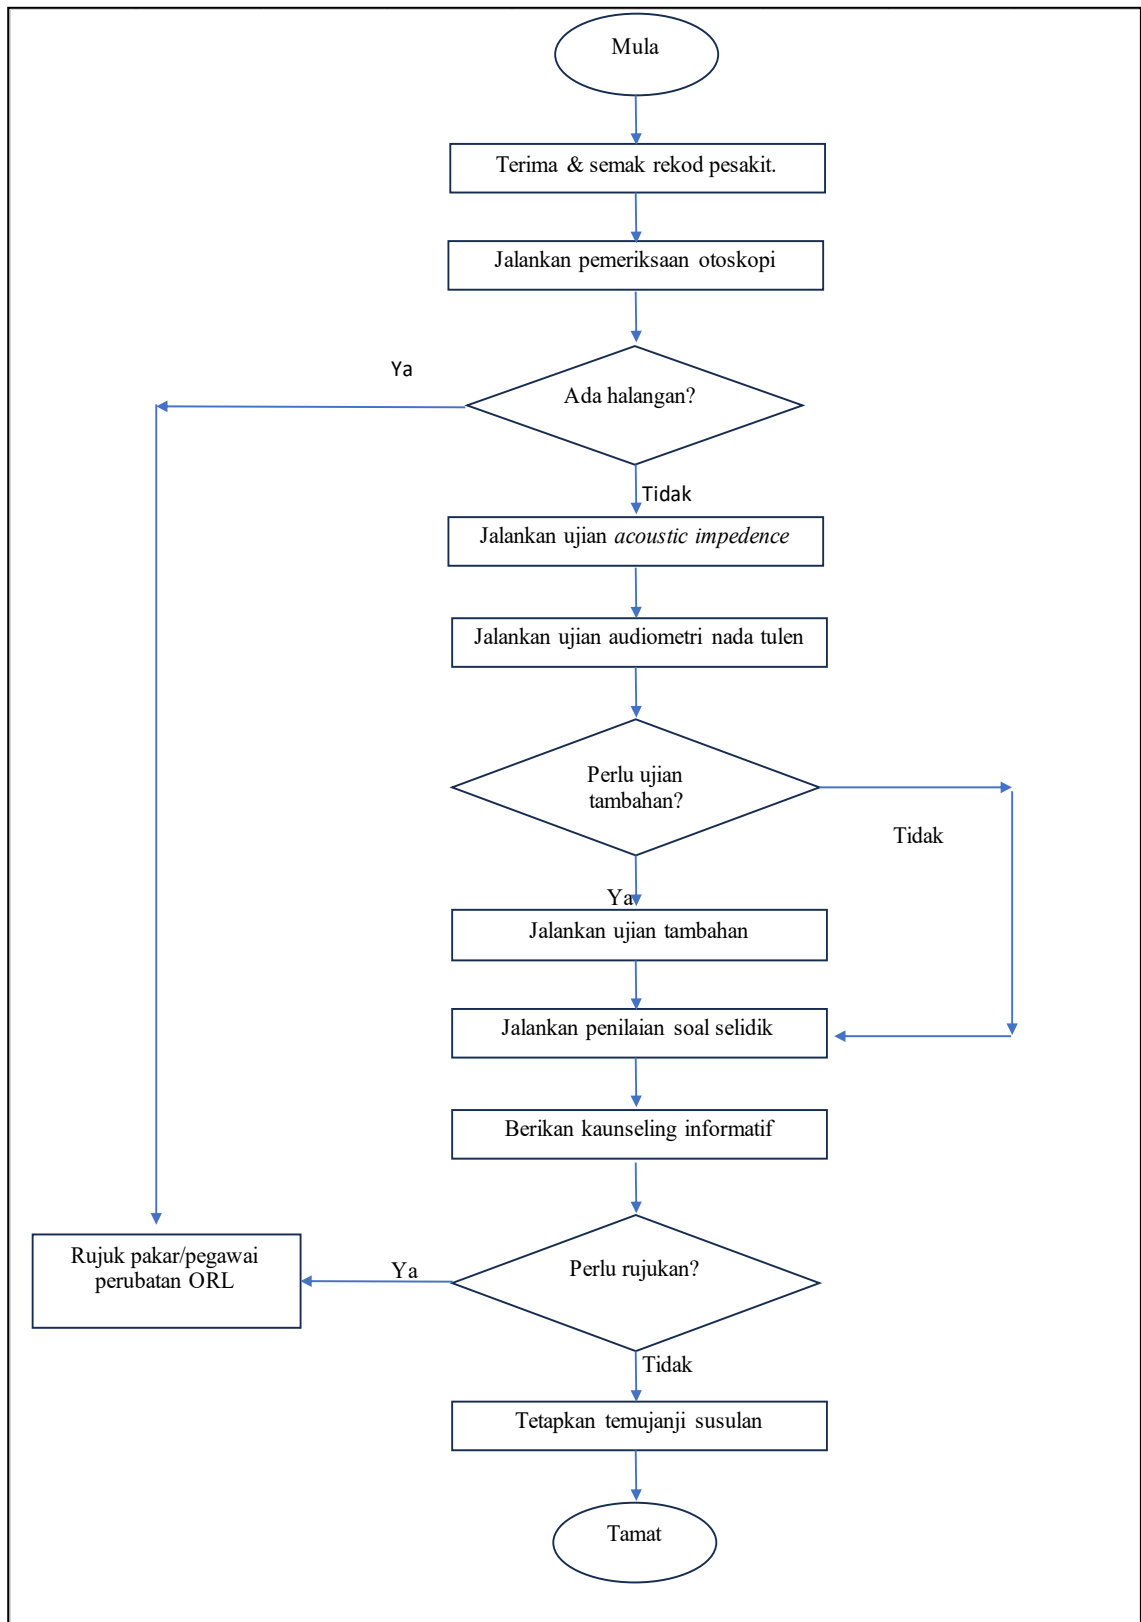 Mula
Terima & semak rekod pesakit.
Jalankan pemeriksaan otoskopi
Ya
Ada halangan?
Tidak
Jalankan ujian acoustic impedence
Jalankan ujian audiometri nada tulen
Perlu ujian
tambahan?
Tidak
Ya
Jalankan ujian tambahan
Jalankan penilaian soal selidik
Berikan kaunseling informatif
Rujuk pakar/pegawai
perubatan ORL
Ya
Perlu rujukan?
Tidak
Tetapkan temujanji susulan
Tamat